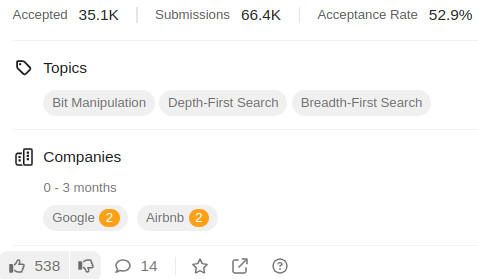 Accepted 35.1K Submissions 66.4K Acceptance Rate 52.9%
Topics
Bit Manipulation Depth-First Search Breadth-First Search
Companies
0 - 3 months
Google 2 Airbnb 2
538 14